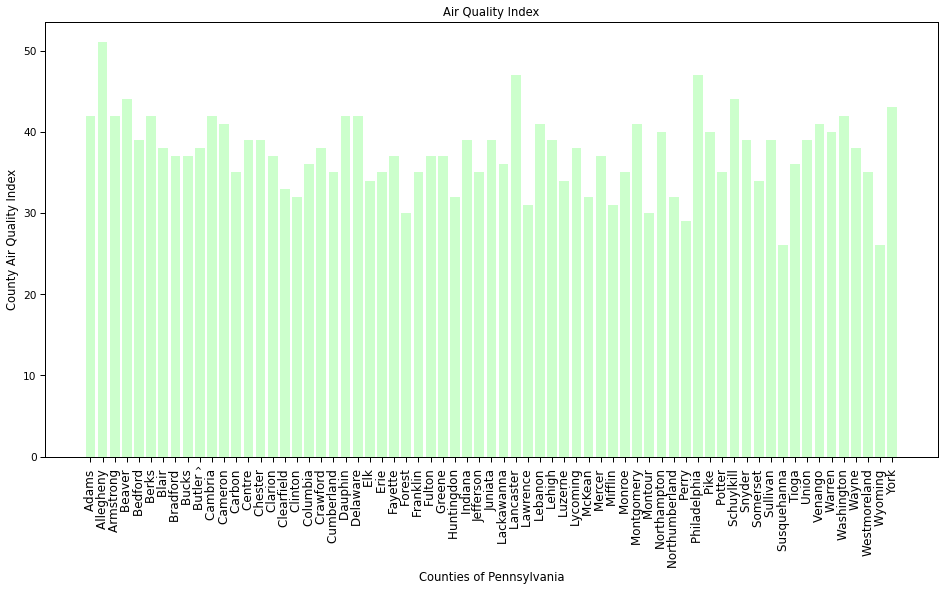 Air Quality Index
County Air Quality Index
50
40
30
20
10
0
Adams
Allegheny
Armstrong
Beaver
Bedford
Berks
Blair
Bradford
Bucks
Butler ›
Cambria
Cameron
Carbon
Centre
Chester
Clarion
Clearfield
Clinton
Columbia
Crawford
Cumberland
Dauphin
Delaware
Elk
Erie
Fayette
Forest
Franklin
Fulton
Greene
Huntingdon
Indiana
Jefferson
Juniata
Lackawanna
Lancaster
Lawrence
Lebanon
Lehigh
Luzerne
Lycoming
McKean
Mercer
Mifflin
Monroe
Montgomery
Montour
Northampton
Northumberland
Perry
Philadelphia
Pike
Potter
Schuylkill
Snyder
Somerset
Sullivan
Susquehanna
Tioga
Union
Venango
Warren
Washington
Wayne
Westmoreland
Wyoming
York
Counties of Pennsylvania